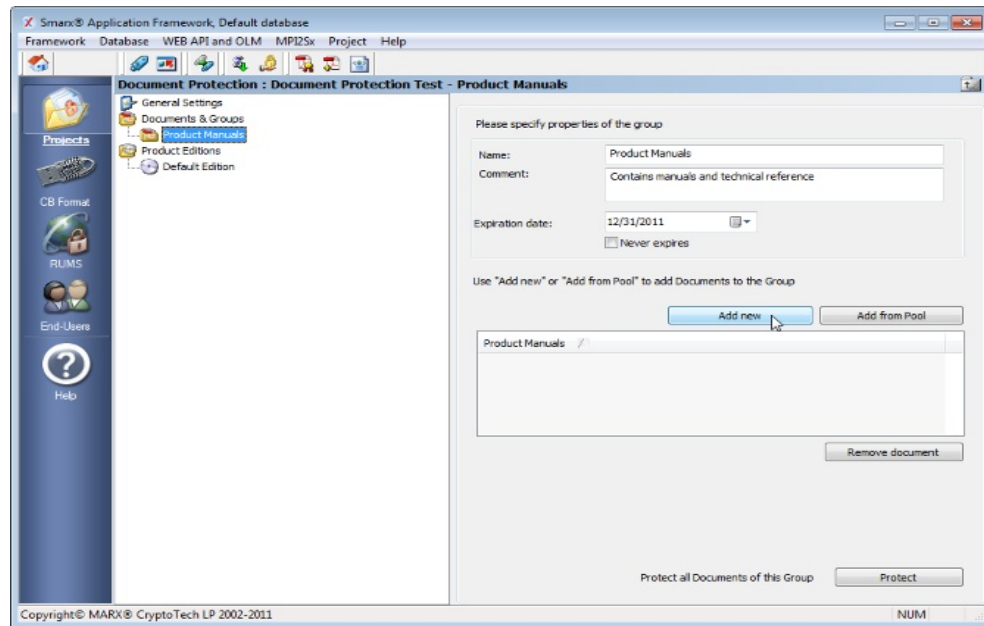 Smarx® Application Framework, Default database
Framework Database WEB API and OLM MPI2Sx Project Help
Document Protection : Document Protection Test - Product Manuals
Projects
CB Format
RUMS
End-Users
Help
General Settings
Documents & Groups
Product Manuals
Product Editions
Default Edition
Please specify properties of the group
Name: Product Manuals
Comment: Contains manuals and technical reference
Expiration date: 12/31/2011
Never expires
Use "Add new" or "Add from Pool" to add Documents to the Group
Add new Add from Pool
Product Manuals
Remove document
Protect all Documents of this Group Protect
Copyright© MARX® CryptoTech LP 2002-2011 NUM